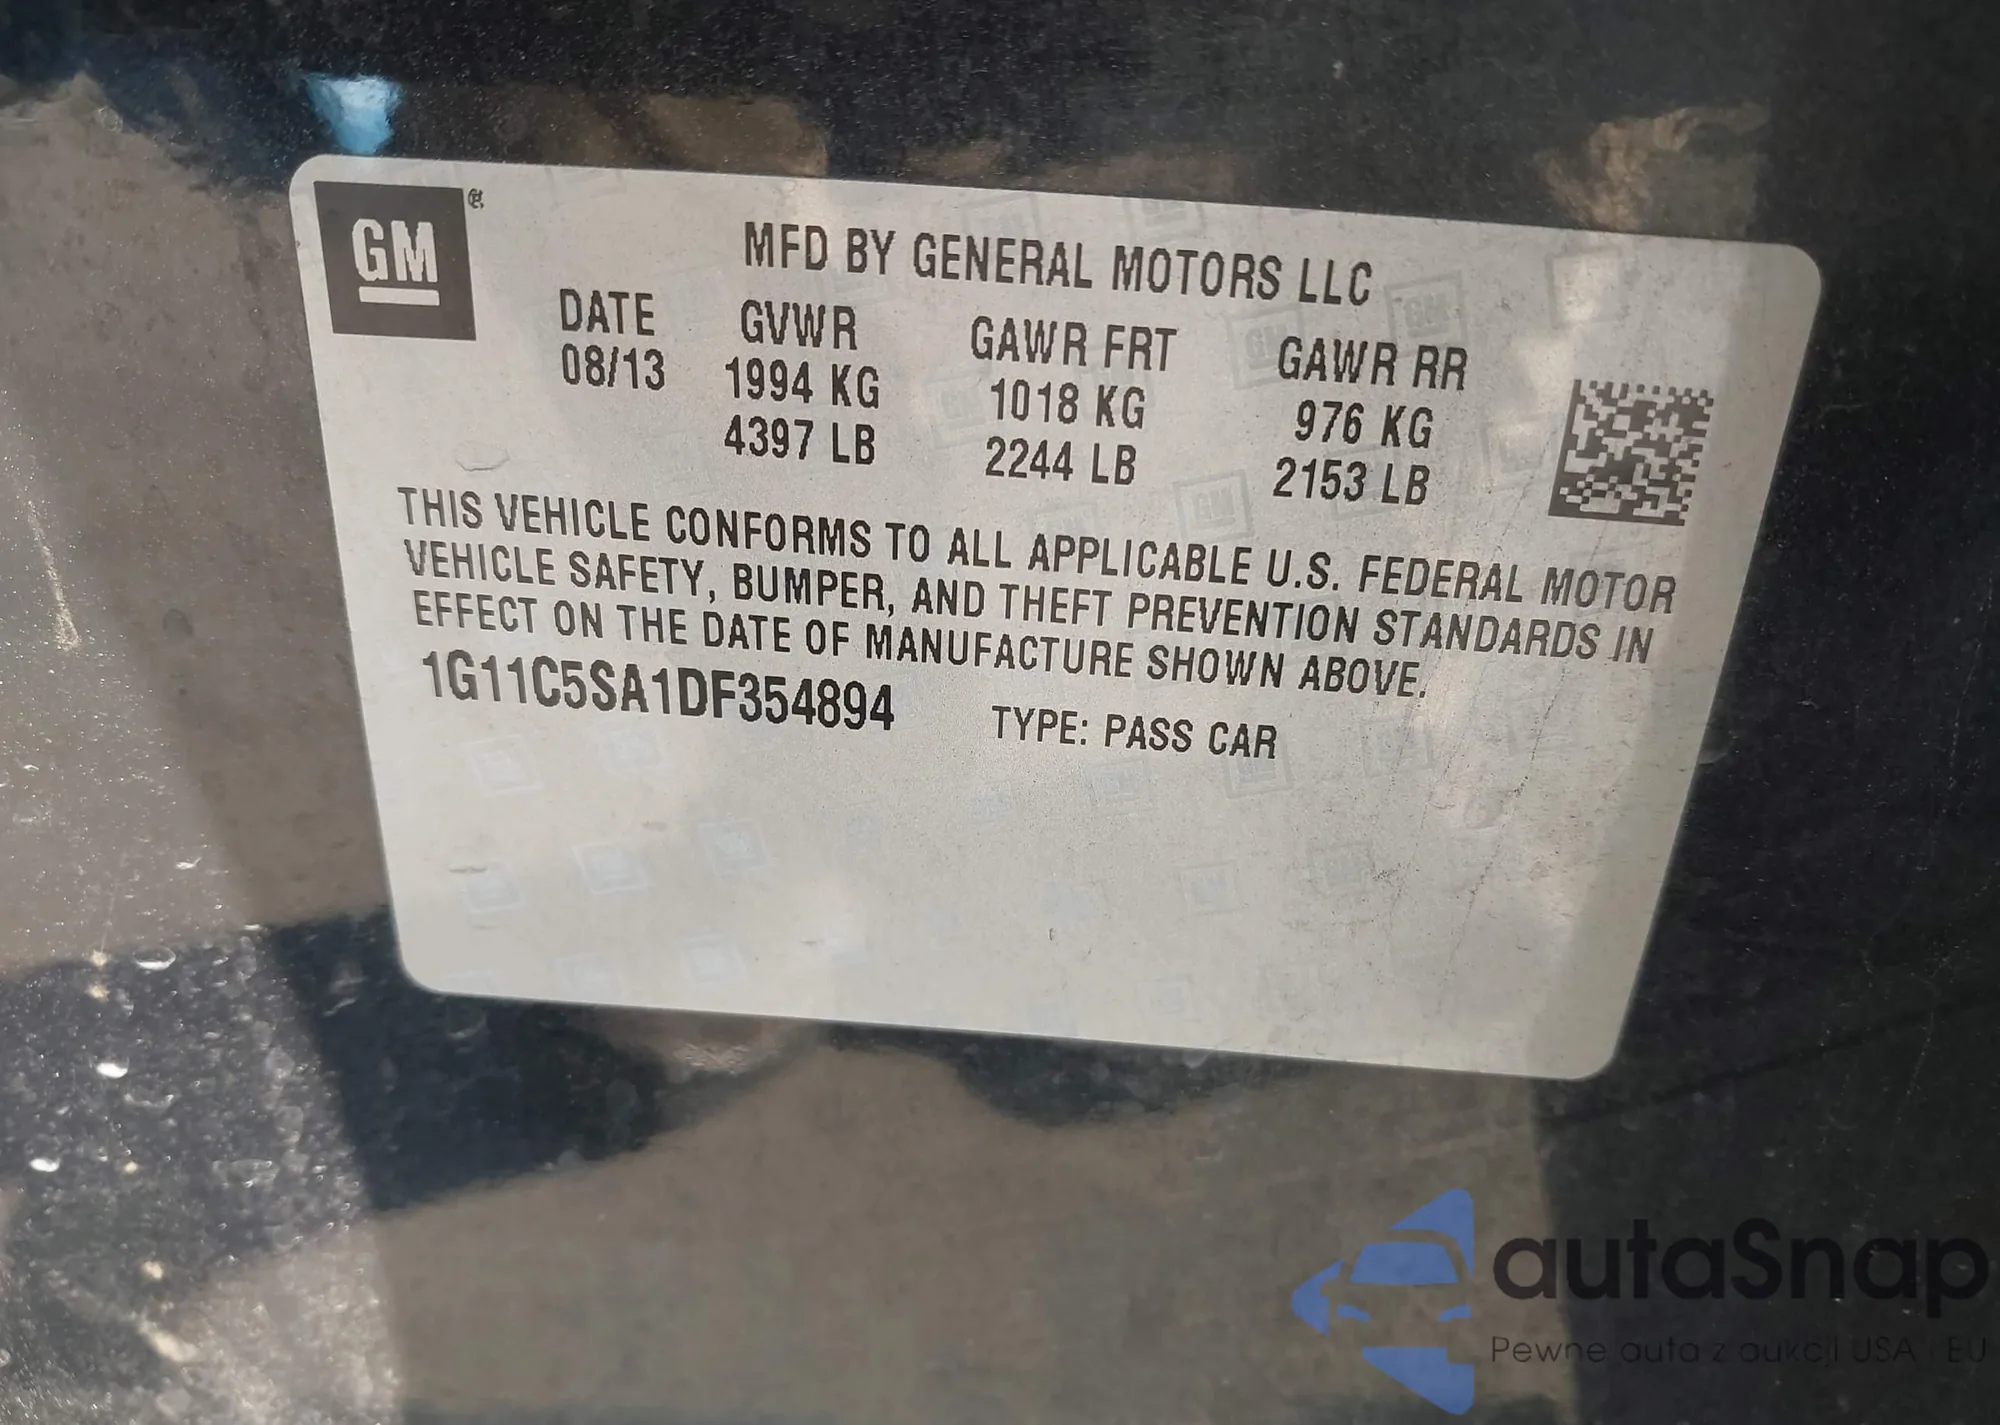 GM®
MFD BY GENERAL MOTORS LLC
DATE GVWR GAWR FRT GAWR RR
08/13 1994 KG 1018 KG 976 KG
4397 LB 2244 LB 2153 LB
THIS VEHICLE CONFORMS TO ALL APPLICABLE U.S. FEDERAL MOTOR
VEHICLE SAFETY, BUMPER, AND THEFT PREVENTION STANDARDS IN
EFFECT ON THE DATE OF MANUFACTURE SHOWN ABOVE.
1G11C5SA1DF354894 TYPE: PASS CAR
autaSnap
Pewne auta z aukcji USA i EU